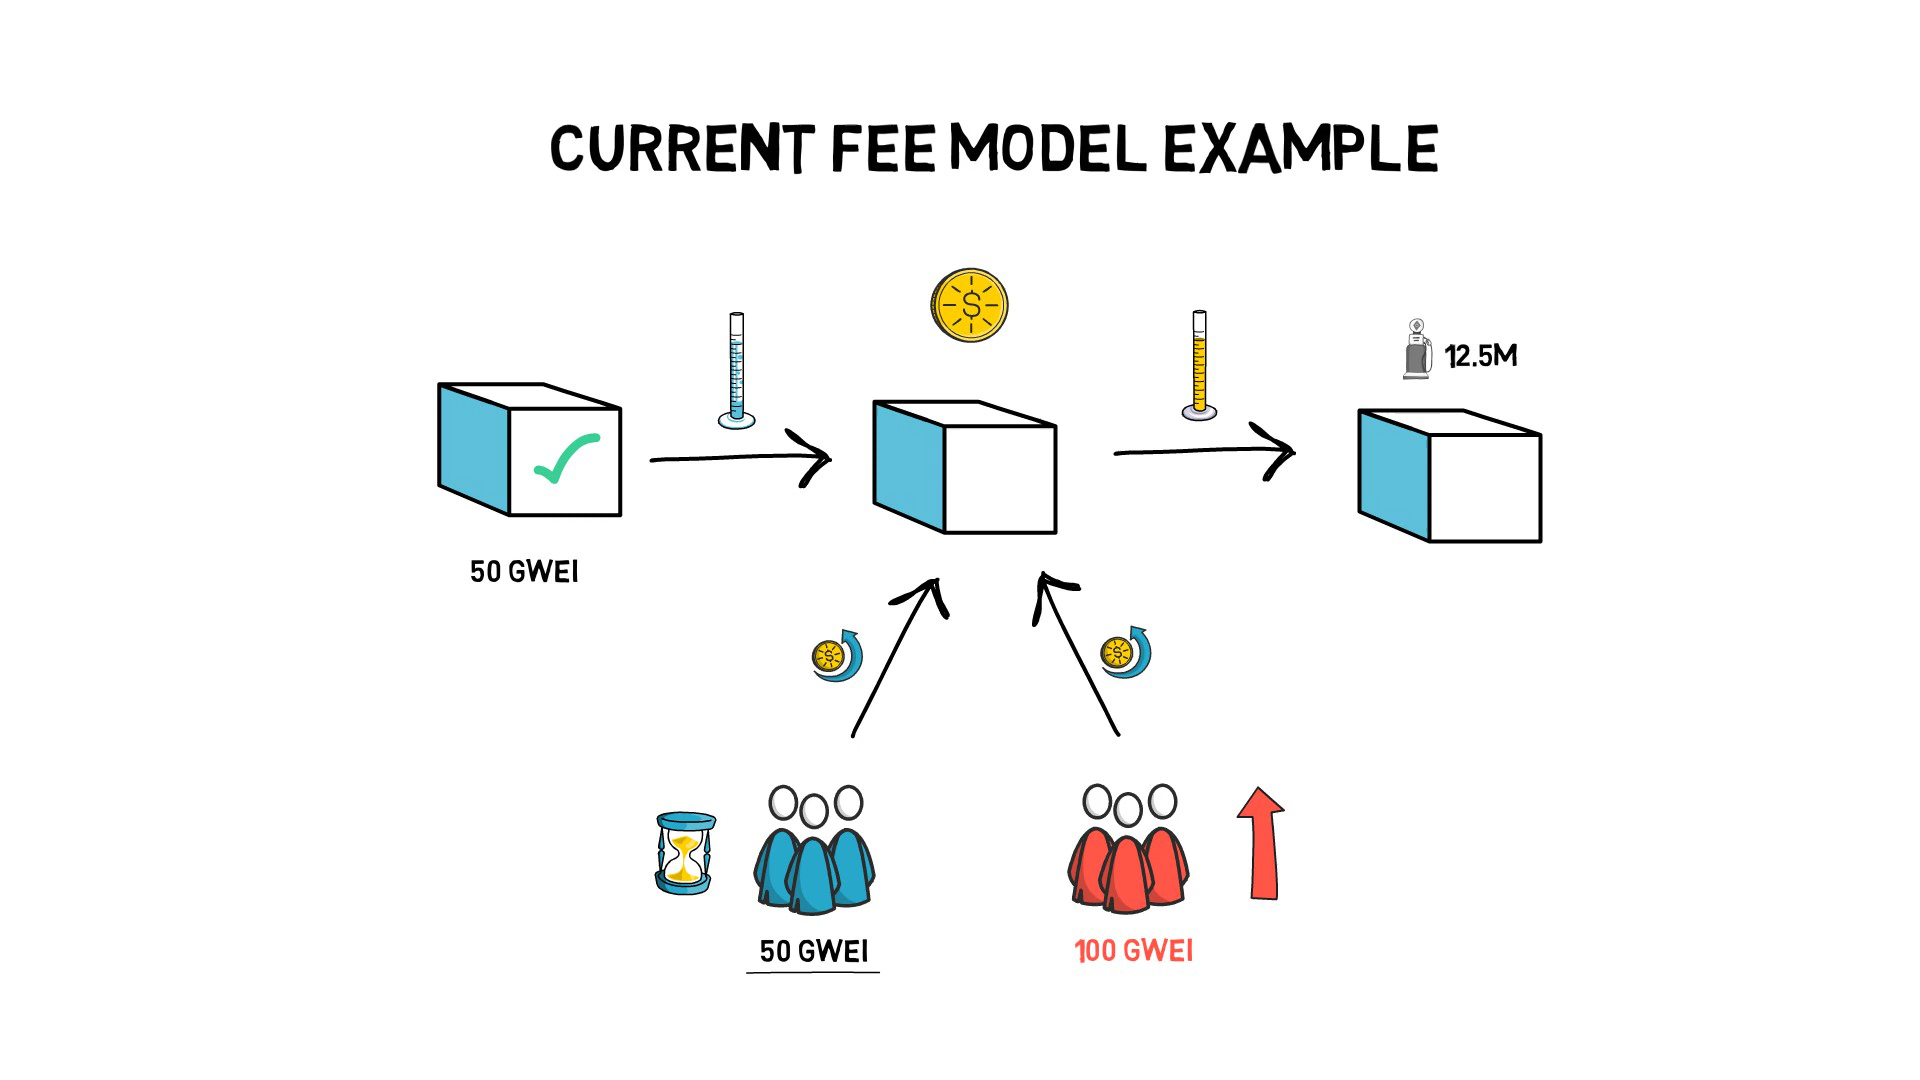 CURRENT FEE MODEL EXAMPLE
12.5M
50 GWEI
50 GWEI
100 GWEI